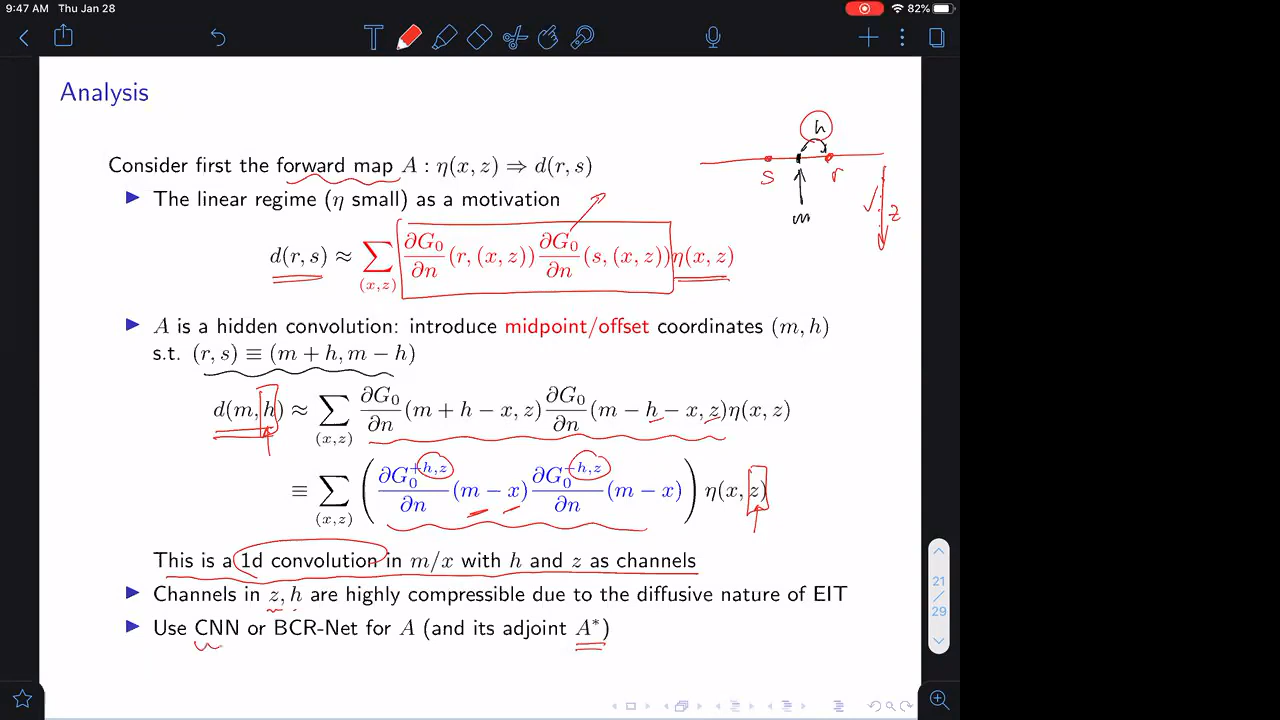 9:47 AM Thu Jan 28
82%
Analysis
Consider first the forward map A : η(x, z) ⇒ d(r, s)
The linear regime (η small) as a motivation
d(r, s) ≈ ∑(x,z) ∂G₀/∂n (r, (x, z)) ∂G₀/∂n (s, (x, z)) η(x, z)
h
s
r
m
z
A is a hidden convolution: introduce midpoint/offset coordinates (m, h)
s.t. (r, s) ≡ (m + h, m − h)
d(m, h) ≈ ∑(x,z) ∂G₀/∂n (m + h − x, z) ∂G₀/∂n (m − h − x, z) η(x, z)
≡ ∑(x,z) ( ∂G₀^{+h,z}/∂n (m − x) ∂G₀^{−h,z}/∂n (m − x) ) η(x, z)
This is a 1d convolution in m/x with h and z as channels
Channels in z, h are highly compressible due to the diffusive nature of EIT
Use CNN or BCR-Net for A (and its adjoint A*)
21
29